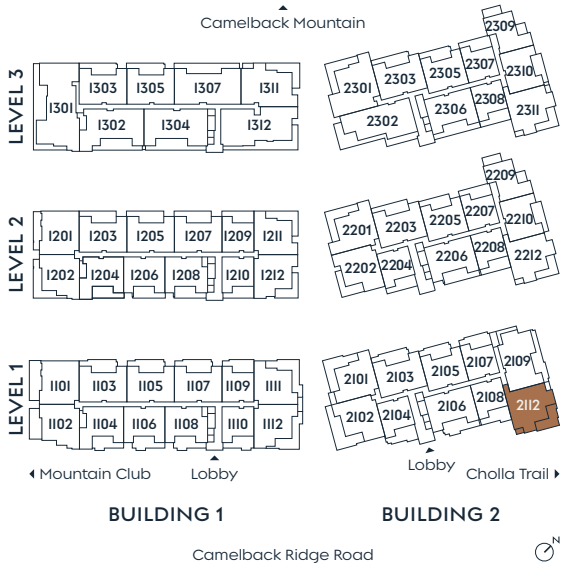 Camelback Mountain
LEVEL 3
1301 1303 1305 1307 1311
1302 1304 1312
2301 2303 2305 2307 2309 2310
2302 2306 2308 2311
LEVEL 2
1201 1203 1205 1207 1209 1211
1202 1204 1206 1208 1210 1212
2201 2203 2205 2207 2209 2210
2202 2204 2206 2208 2212
LEVEL 1
1101 1103 1105 1107 1109 1111
1102 1104 1106 1108 1110 1112
2101 2103 2105 2107 2109
2102 2104 2106 2108 2112
Mountain Club Lobby Lobby Cholla Trail
BUILDING 1 BUILDING 2
Camelback Ridge Road
N